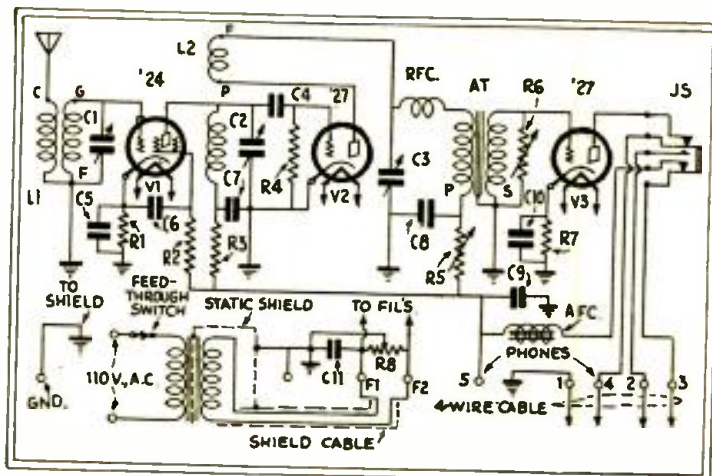 F
L2
C
G
'24
P
C4
'27
RFC.
AT
R6
'27
JS
C1
C2
F
C7
R4
V2
C3
P
S
C10
V3
L1
C5
V1
C6
R1
R2
R3
C8
R5
R7
C9
TO SHIELD
FEED-THROUGH SWITCH
STATIC SHIELD
TO FIL'S
A.F.C.
PHONES
110 V., A.C.
GND.
C11
R8
F1
F2
5
1
4
2
3
4-WIRE CABLE
SHIELD CABLE